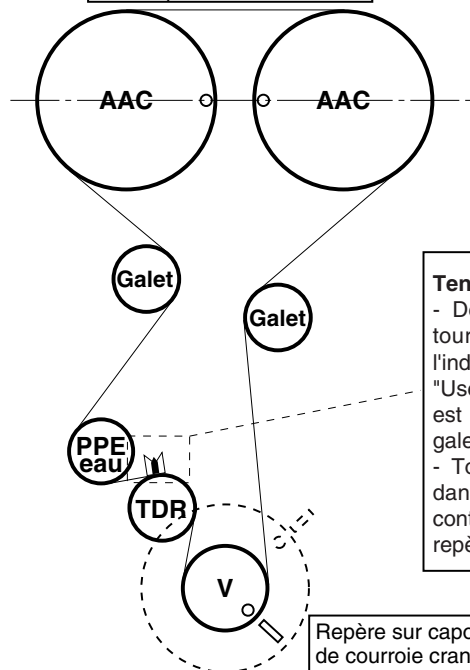 AAC
AAC
Galet
Galet
Ten
- De
tour
l'ind
"Use
est
gale
- To
dans
cont
repè
PPE
eau
TDR
V
Repère sur capo
de courroie cran